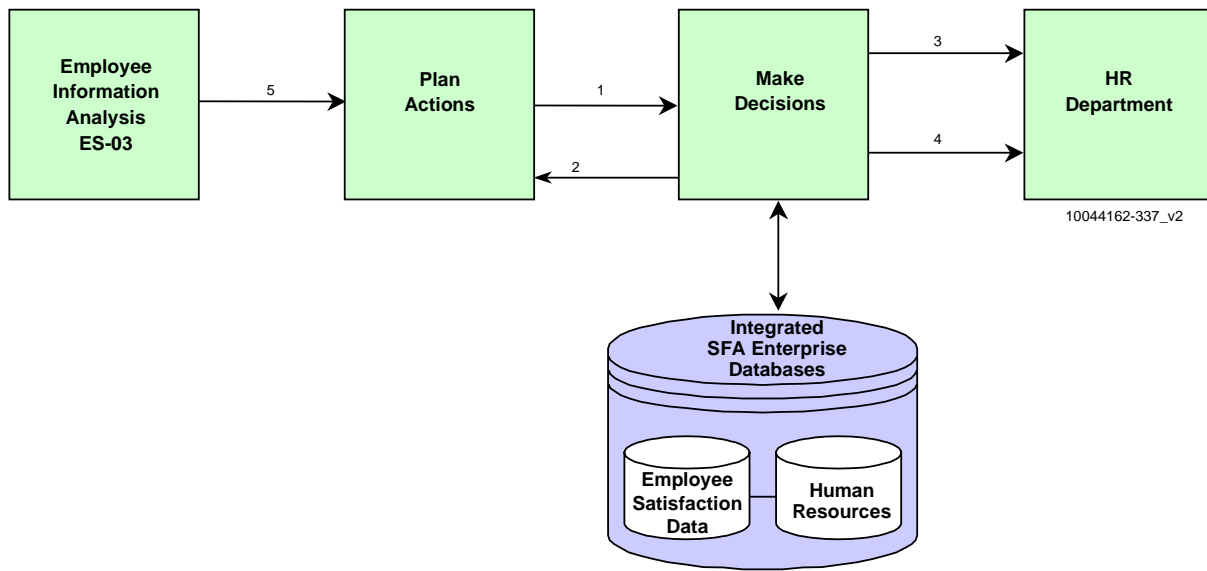 Employee
Information
Analysis
ES-03
5
Plan
Actions
1
2
Make
Decisions
3
4
HR
Department
10044162-337_v2
Integrated
SFA Enterprise
Databases
Employee
Satisfaction
Data
Human
Resources